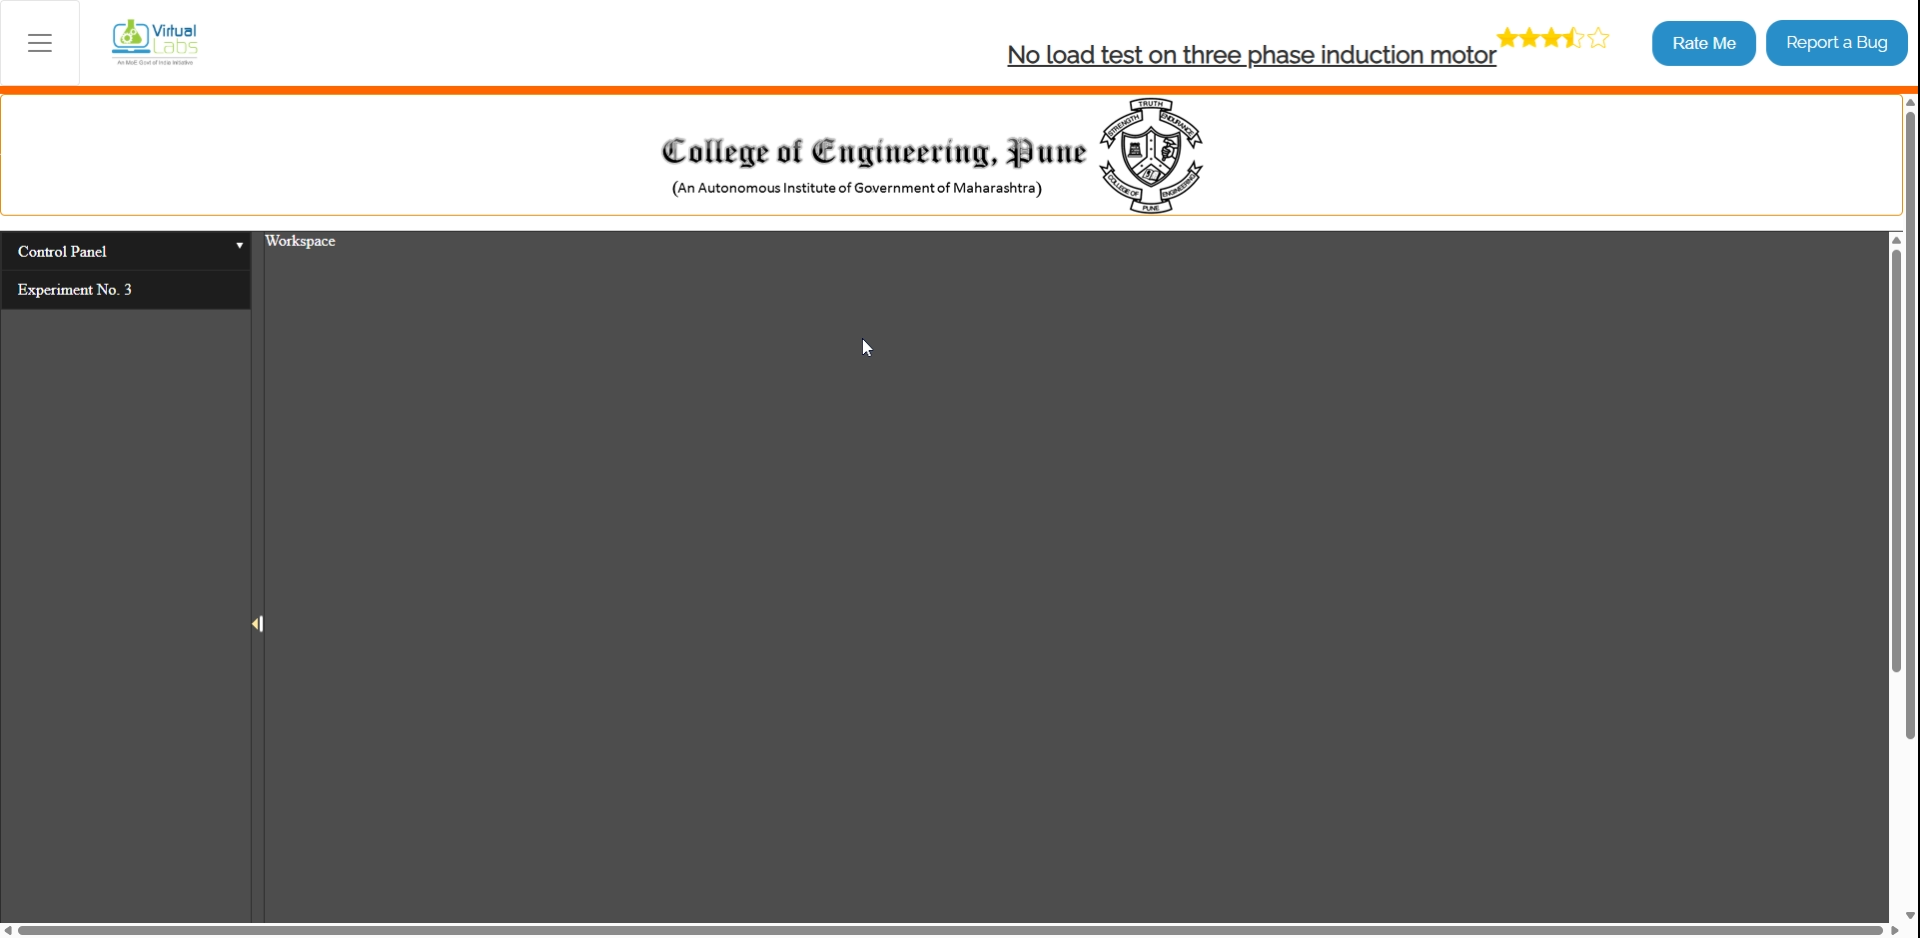 Virtual
Labs
An MoE Govt of India Initiative
No load test on three phase induction motor
Rate Me
Report a Bug
College of Engineering, Pune
(An Autonomous Institute of Government of Maharashtra)
TRUTH
STRENGTH
ENDURANCE
COLLEGE OF
ENGINEERING
PUNE
Control Panel
Workspace
Experiment No. 3